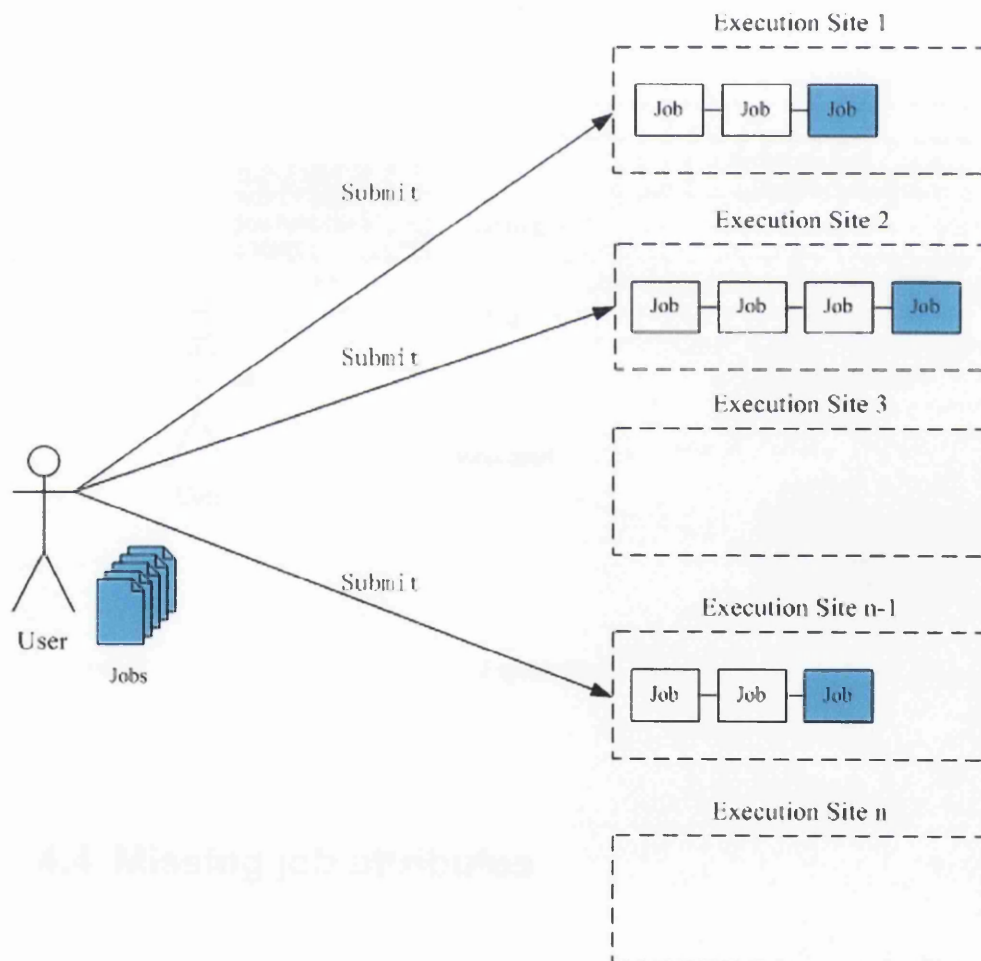 Execution Site 1
Job Job Job
Submit
Execution Site 2
Job Job Job Job
Submit
Execution Site 3
Submit
User
Jobs
Execution Site n-1
Job Job Job
Execution Site n
4.4 Missing job attributes